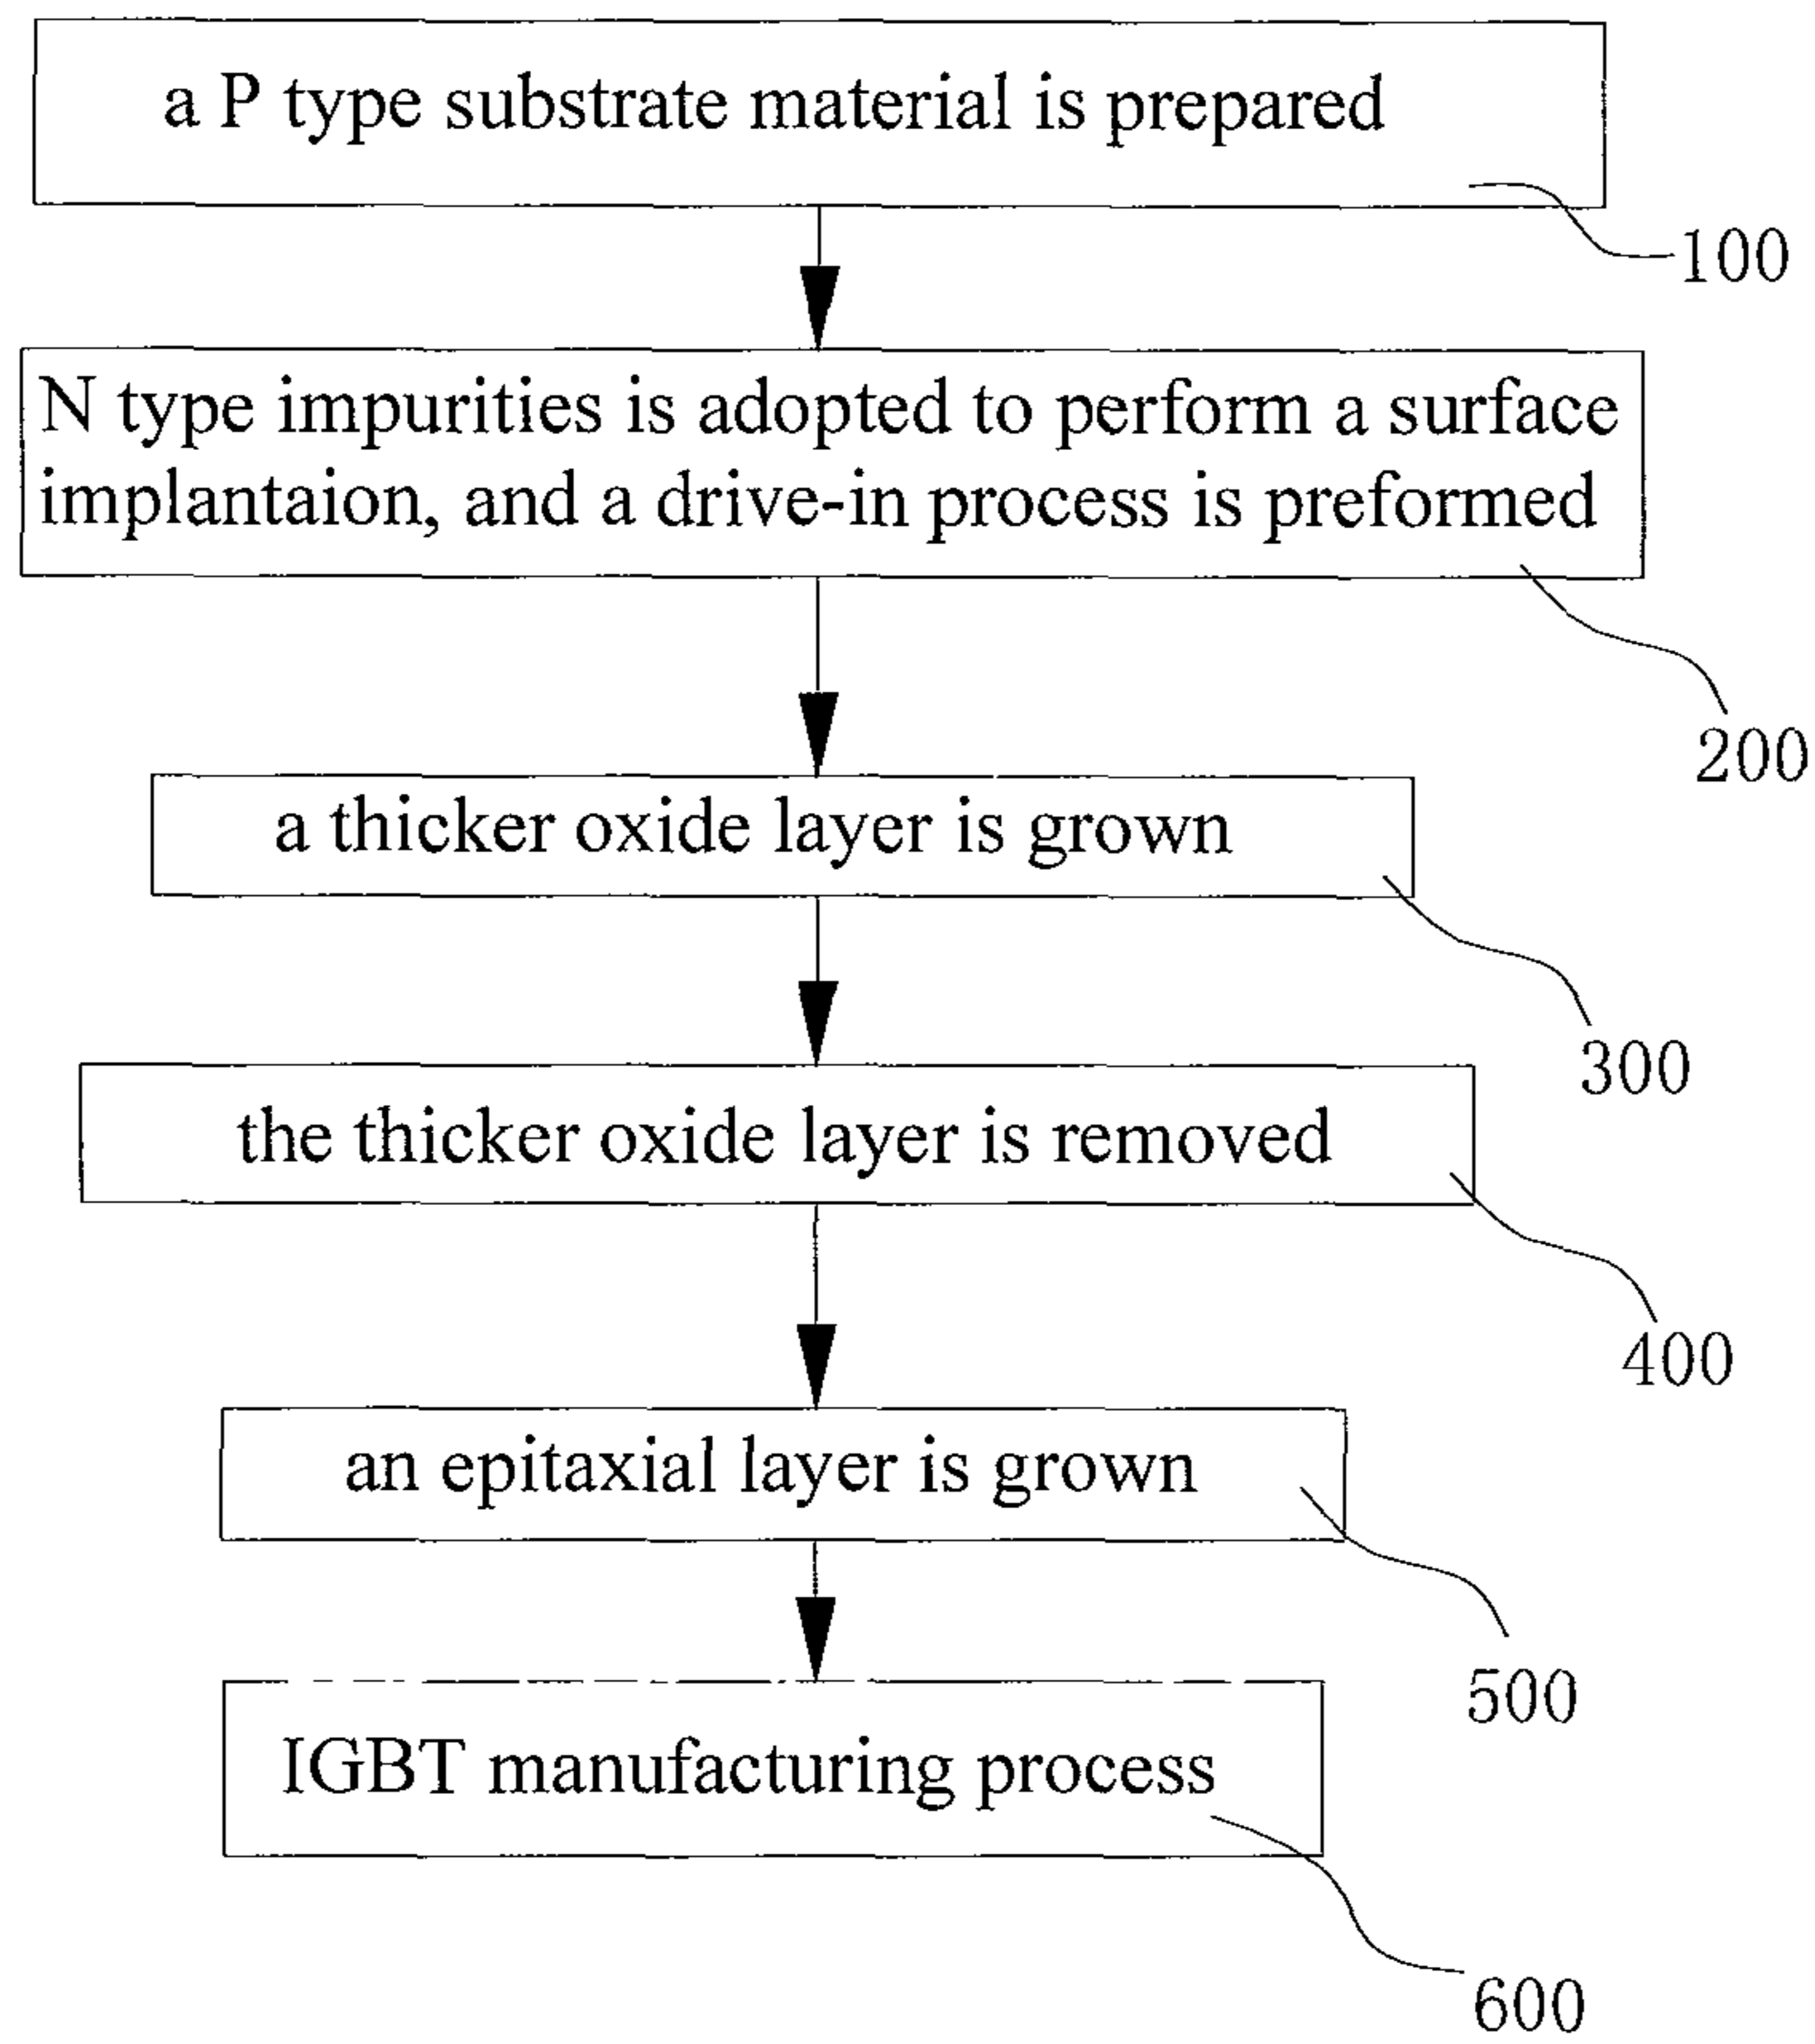 a P type substrate material is prepared
100
N type impurities is adopted to perform a surface
implantaion, and a drive-in process is preformed
200
a thicker oxide layer is grown
300
the thicker oxide layer is removed
400
an epitaxial layer is grown
500
IGBT manufacturing process
600